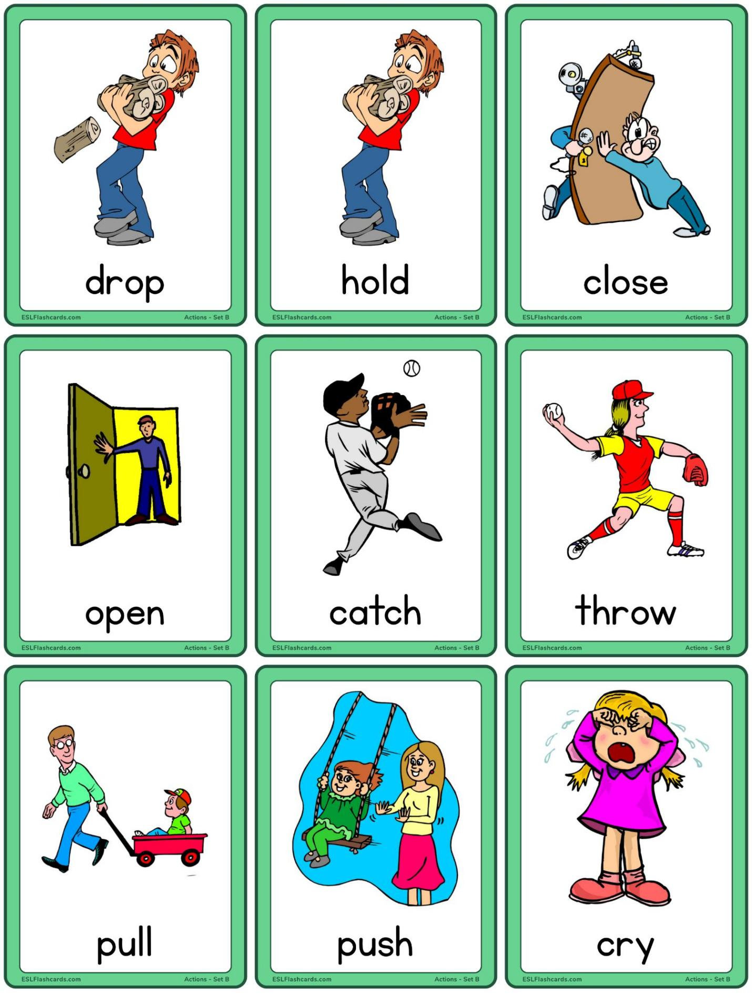 drop
ESLFlashcards.com Actions - Set B
hold
ESLFlashcards.com Actions - Set B
close
ESLFlashcards.com Actions - Set B
open
ESLFlashcards.com Actions - Set B
catch
ESLFlashcards.com Actions - Set B
throw
ESLFlashcards.com Actions - Set B
pull
ESLFlashcards.com Actions - Set B
push
ESLFlashcards.com Actions - Set B
cry
ESLFlashcards.com Actions - Set B